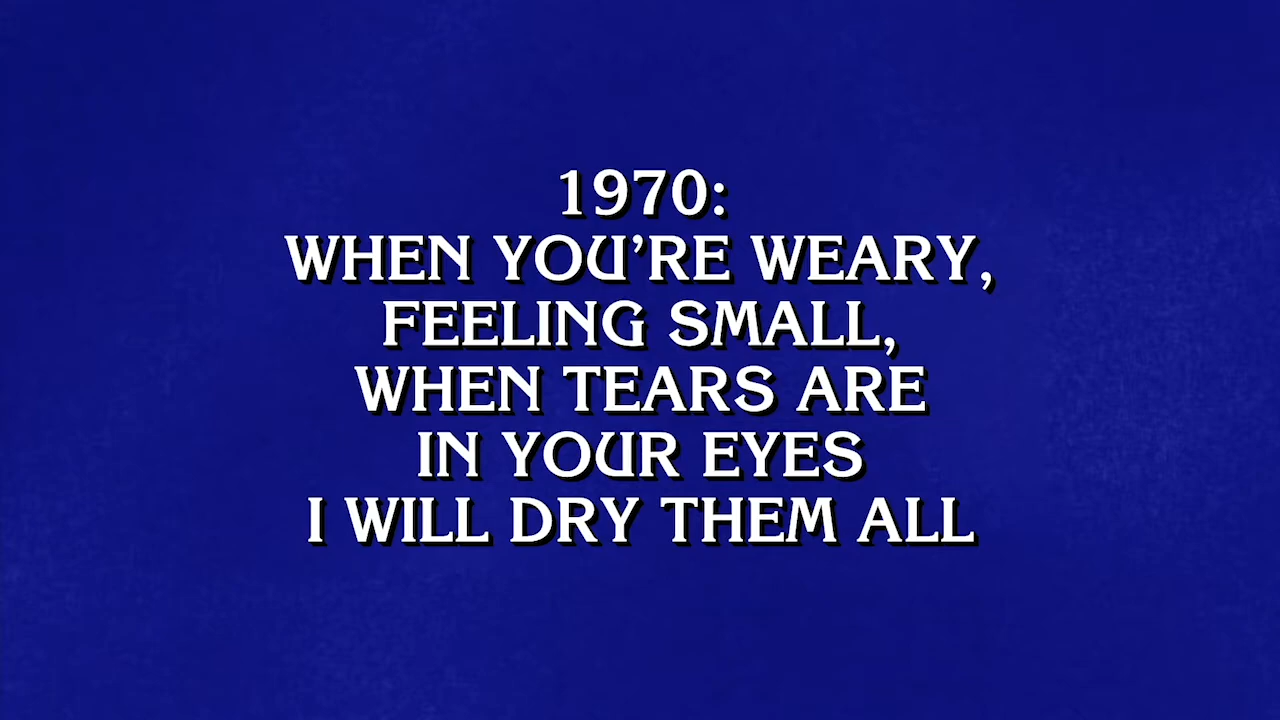 1970:
WHEN YOU'RE WEARY,
FEELING SMALL,
WHEN TEARS ARE
IN YOUR EYES
I WILL DRY THEM ALL